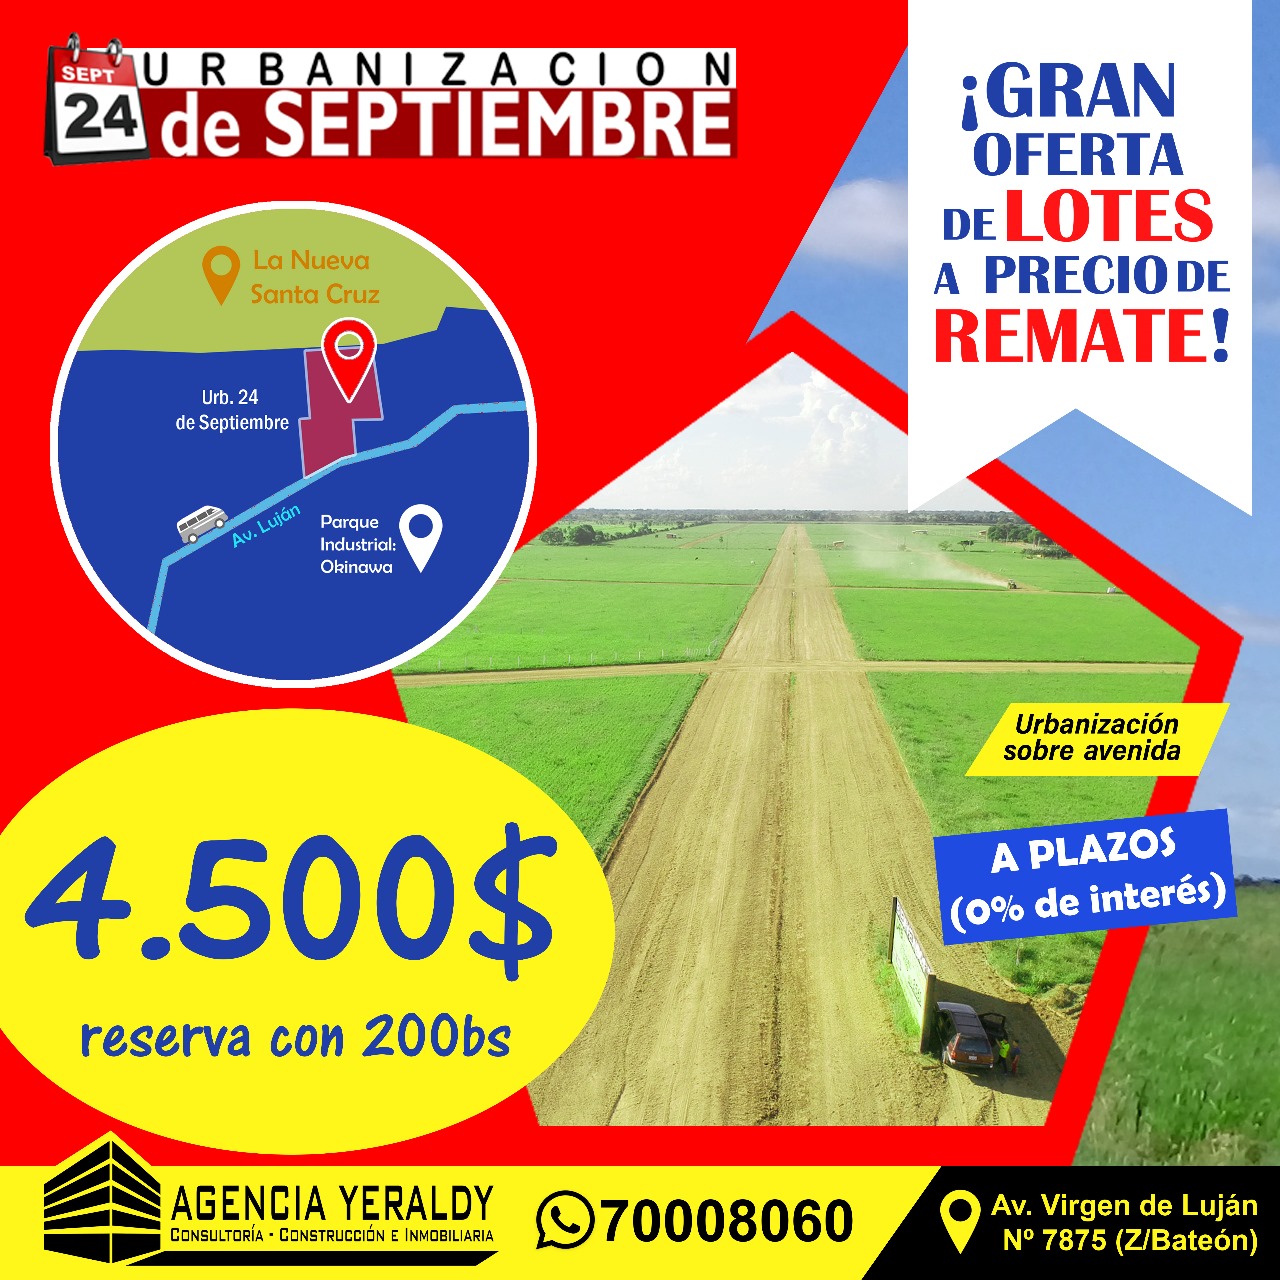 SEPT
24
URBANIZACION
de SEPTIEMBRE
¡GRAN
OFERTA
DE LOTES
A PRECIO DE
REMATE!
La Nueva
Santa Cruz
Urb. 24
de Septiembre
Av. Luján
Parque
Industrial:
Okinawa
Urbanización
sobre avenida
A PLAZOS
(0% de interés)
4.500$
reserva con 200bs
AGENCIA YERALDY
CONSULTORÍA - CONSTRUCCIÓN E INMOBILIARIA
70008060
Av. Virgen de Luján
Nº 7875 (Z/Bateón)